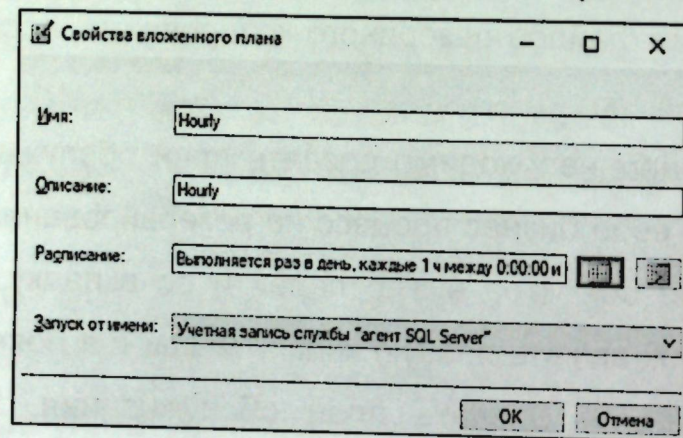 Свойства вложенного плана
Имя:
Hourly
Описание:
Hourly
Расписание:
Выполняется раз в день, каждые 1 ч между 0:00:00 и
Запуск от имени:
Учетная запись службы "агент SQL Server"
OK
Отмена